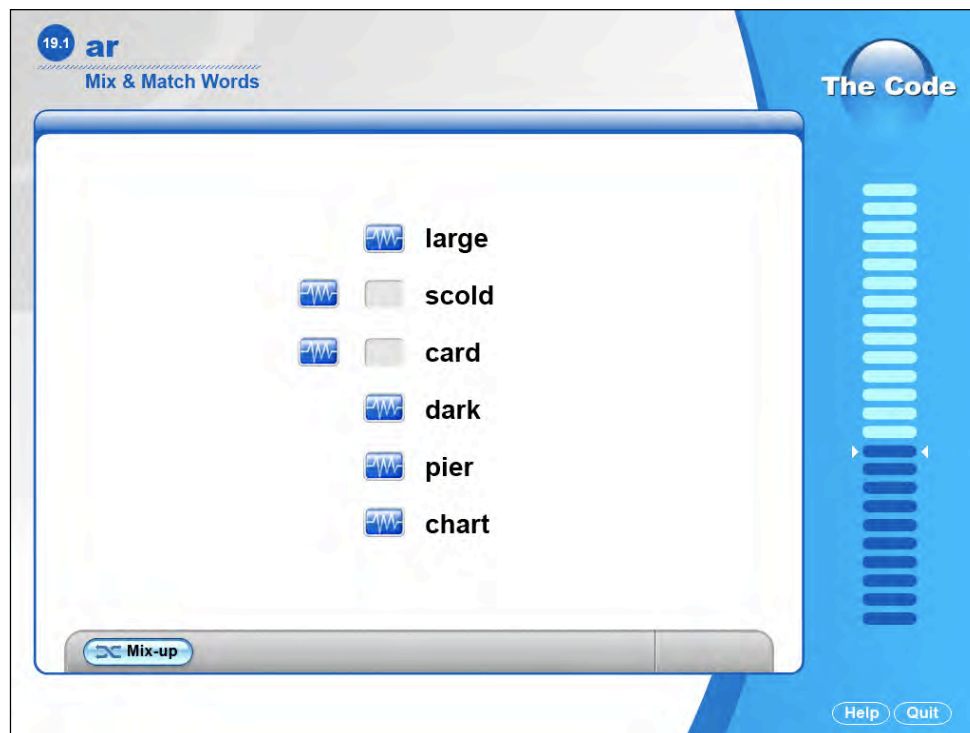 19.1 ar
Mix & Match Words
The Code
large
scold
card
dark
pier
chart
Mix-up
Help Quit